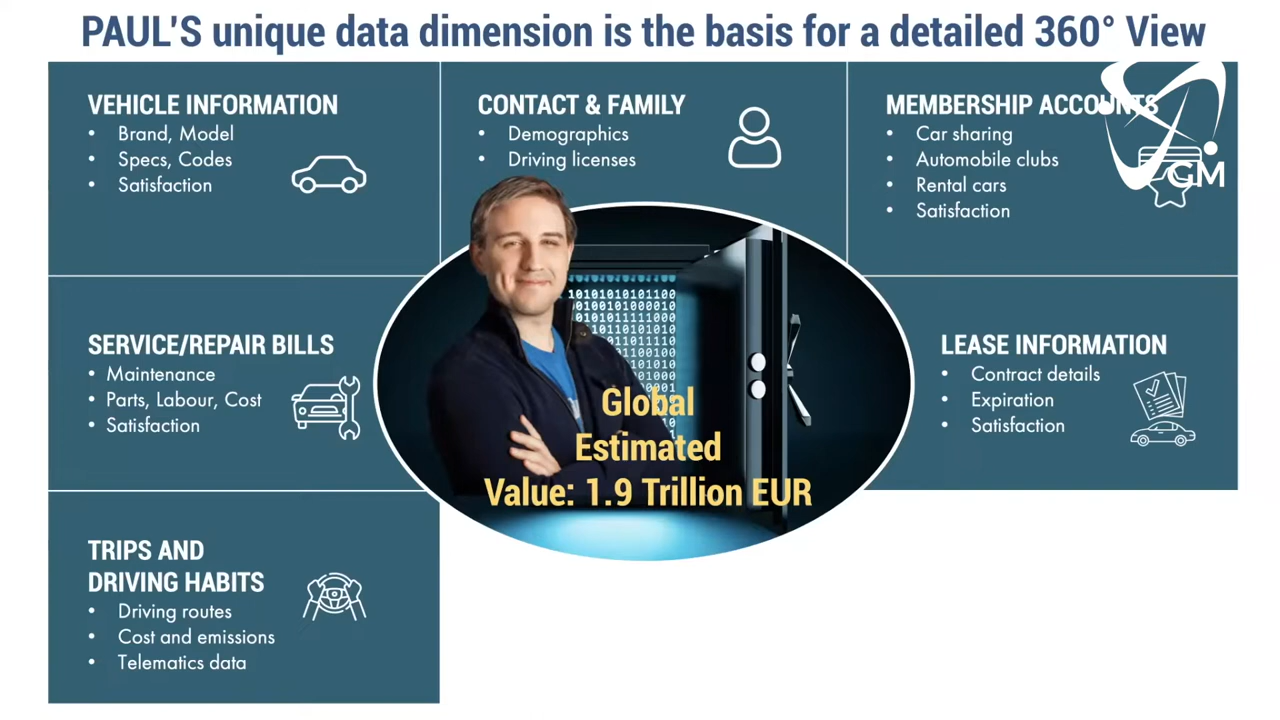 PAUL'S unique data dimension is the basis for a detailed 360° View
VEHICLE INFORMATION
• Brand, Model
• Specs, Codes
• Satisfaction
CONTACT & FAMILY
• Demographics
• Driving licenses
MEMBERSHIP ACCOUNTS
• Car sharing
• Automobile clubs
• Rental cars
• Satisfaction
GM
SERVICE/REPAIR BILLS
• Maintenance
• Parts, Labour, Cost
• Satisfaction
Global
Estimated
Value: 1.9 Trillion EUR
LEASE INFORMATION
• Contract details
• Expiration
• Satisfaction
TRIPS AND
DRIVING HABITS
• Driving routes
• Cost and emissions
• Telematics data